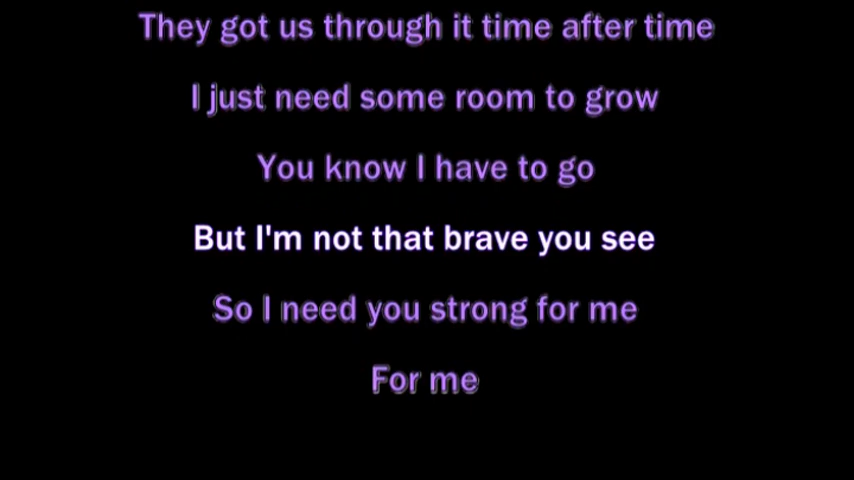 They got us through it time after time
I just need some room to grow
You know I have to go
But I'm not that brave you see
So I need you strong for me
For me